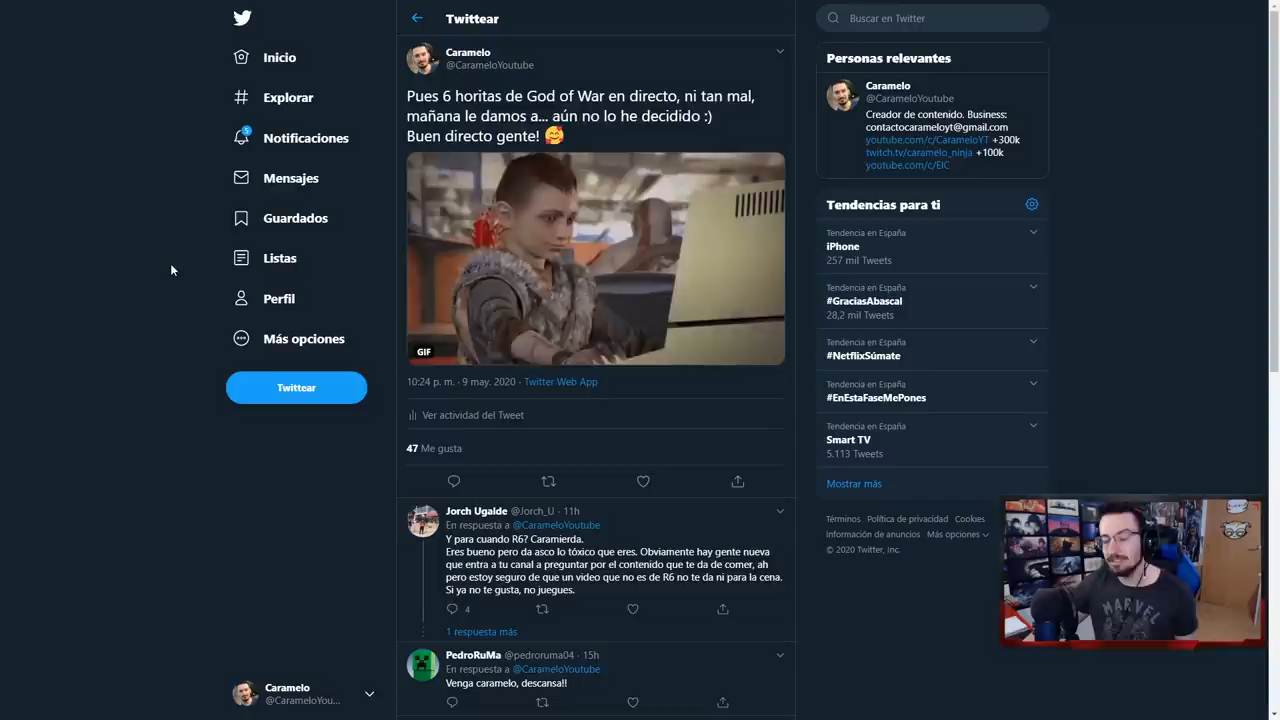 Inicio
Explorar
5
Notificaciones
Mensajes
Guardados
Listas
Perfil
Más opciones
Twittear
Caramelo
@CarameloYou...
Twittear
Caramelo
@CarameloYoutube
Pues 6 horitas de God of War en directo, ni tan mal,
mañana le damos a... aún no lo he decidido :)
Buen directo gente! 🥰
GIF
10:24 p. m. · 9 may. 2020 · Twitter Web App
Ver actividad del Tweet
47 Me gusta
Jorch Ugalde @Jorch_U · 11h
En respuesta a @CarameloYoutube
Y para cuando R6? Caramierda.
Eres bueno pero da asco lo tóxico que eres. Obviamente hay gente nueva
que entra a tu canal a preguntar por el contenido que te da de comer, ah
pero estoy seguro de que un video que no es de R6 no te da ni para la cena.
Si ya no te gusta, no juegues.
4
1 respuesta más
PedroRuMa @pedroruma04 · 15h
En respuesta a @CarameloYoutube
Venga caramelo, descansa!!
Buscar en Twitter
Personas relevantes
Caramelo
@CarameloYoutube
Creador de contenido. Business:
contactocarameloyt@gmail.com
youtube.com/c/CarameloYT +300k
twitch.tv/caramelo_ninja +100k
youtube.com/c/EIC
Tendencias para ti
Tendencia en España
iPhone
257 mil Tweets
Tendencia en España
#GraciasAbascal
28,2 mil Tweets
Tendencia en España
#NetflixSúmate
Tendencia en España
#EnEstaFaseMePones
Tendencia en España
Smart TV
5.113 Tweets
Mostrar más
Términos Política de privacidad Cookies
Información de anuncios Más opciones
© 2020 Twitter, Inc.
MARVEL